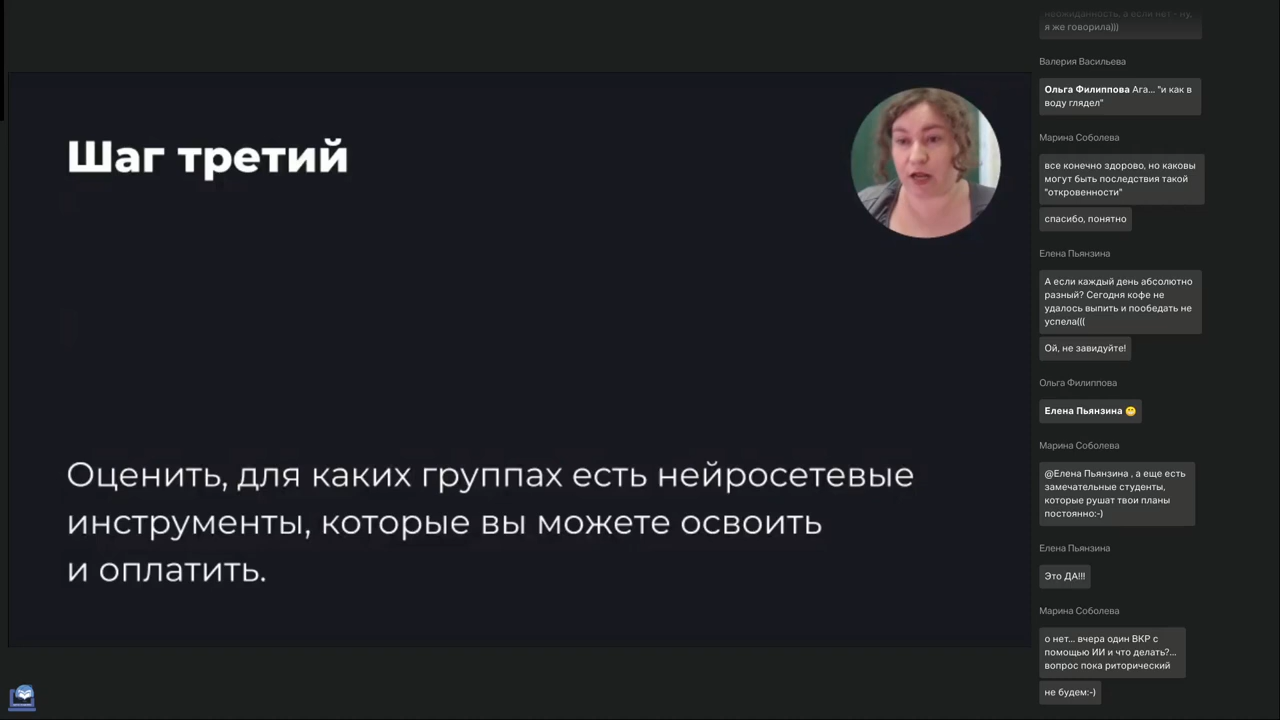 Шаг третий
Оценить, для каких группах есть нейросетевые
инструменты, которые вы можете освоить
и оплатить.
неожиданность, а если нет - ну,
я же говорила)))
Валерия Васильева
Ольга Филиппова Ага... "и как в
воду глядел"
Марина Соболева
все конечно здорово, но каковы
могут быть последствия такой
"откровенности"
спасибо, понятно
Елена Пьянзина
А если каждый день абсолютно
разный? Сегодня кофе не
удалось выпить и пообедать не
успела(((
Ой, не завидуйте!
Ольга Филиппова
Елена Пьянзина 😬
Марина Соболева
@Елена Пьянзина , а еще есть
замечательные студенты,
которые рушат твои планы
постоянно:-)
Елена Пьянзина
Это ДА!!!
Марина Соболева
о нет... вчера один ВКР с
помощью ИИ и что делать?...
вопрос пока риторический
не будем:-)